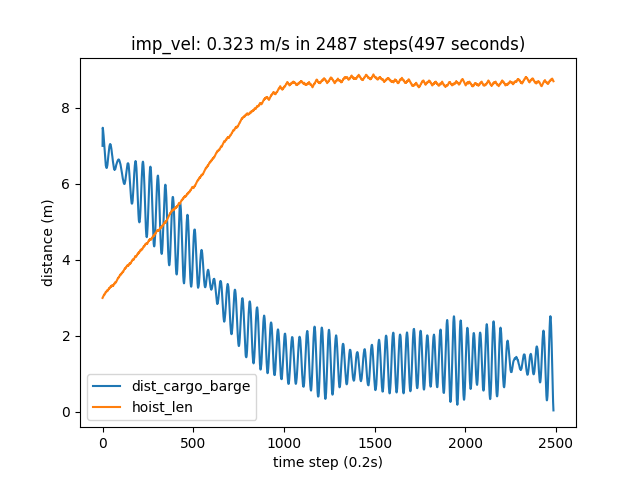 imp_vel: 0.323 m/s in 2487 steps(497 seconds)
distance (m)
8
6
4
2
0
dist_cargo_barge
hoist_len
0 500 1000 1500 2000 2500
time step (0.2s)